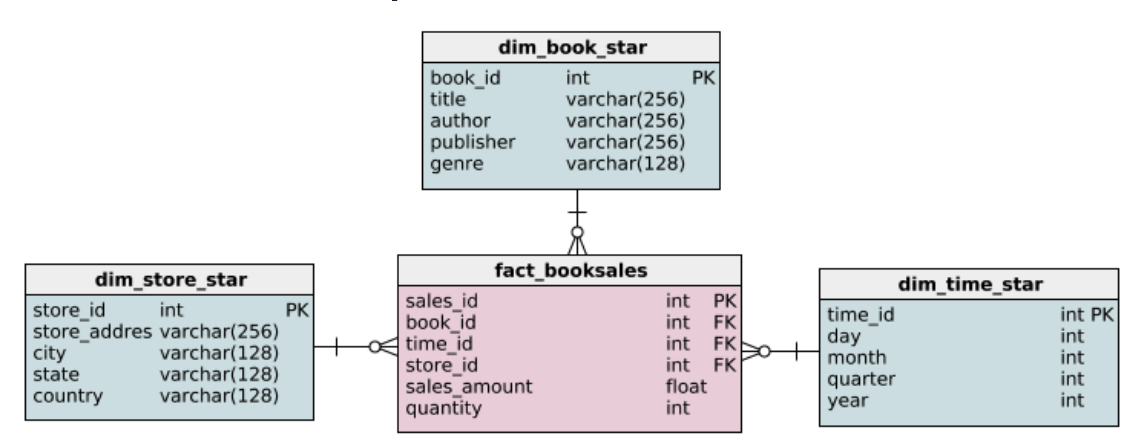 dim_book_star
book_id int PK
title varchar(256)
author varchar(256)
publisher varchar(256)
genre varchar(128)
dim_store_star
store_id int PK
store_addres varchar(256)
city varchar(128)
state varchar(128)
country varchar(128)
fact_booksales
sales_id int PK
book_id int FK
time_id int FK
store_id int FK
sales_amount float
quantity int
dim_time_star
time_id int PK
day int
month int
quarter int
year int